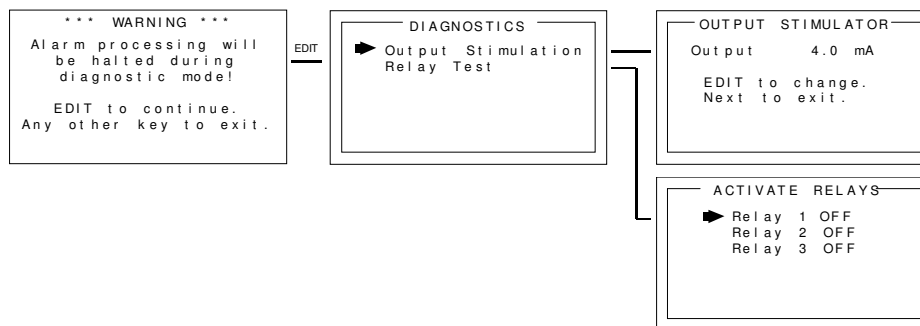 *** WARNING ***
Alarm processing will
be halted during
diagnostic mode!
EDIT to continue.
Any other key to exit.
EDIT
DIAGNOSTICS
Output Stimulation
Relay Test
OUTPUT STIMULATOR
Output 4.0 mA
EDIT to change.
Next to exit.
ACTIVATE RELAYS
Relay 1 OFF
Relay 2 OFF
Relay 3 OFF